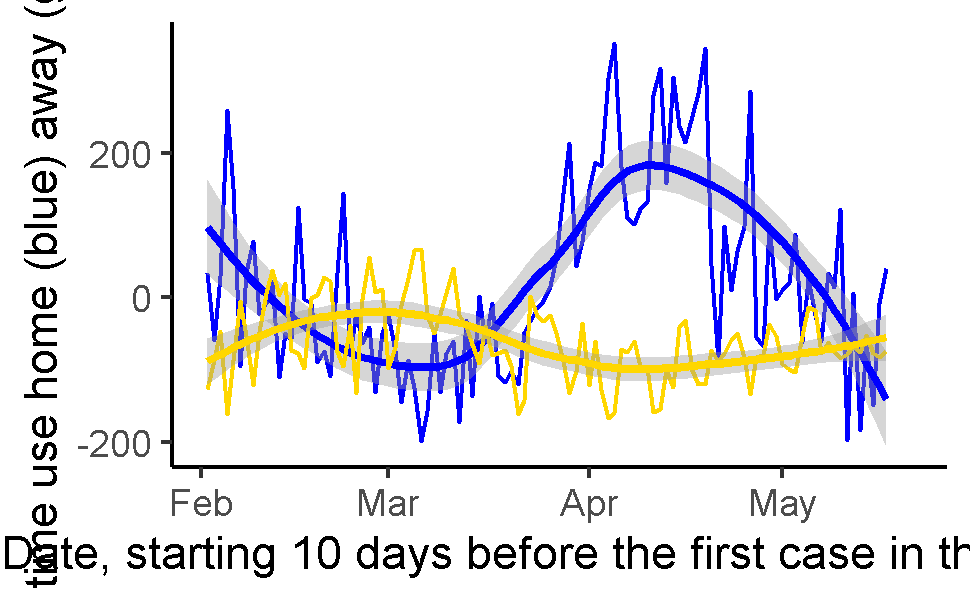 time use home (blue) away (
200
0
-200
Feb Mar Apr May
Date, starting 10 days before the first case in th